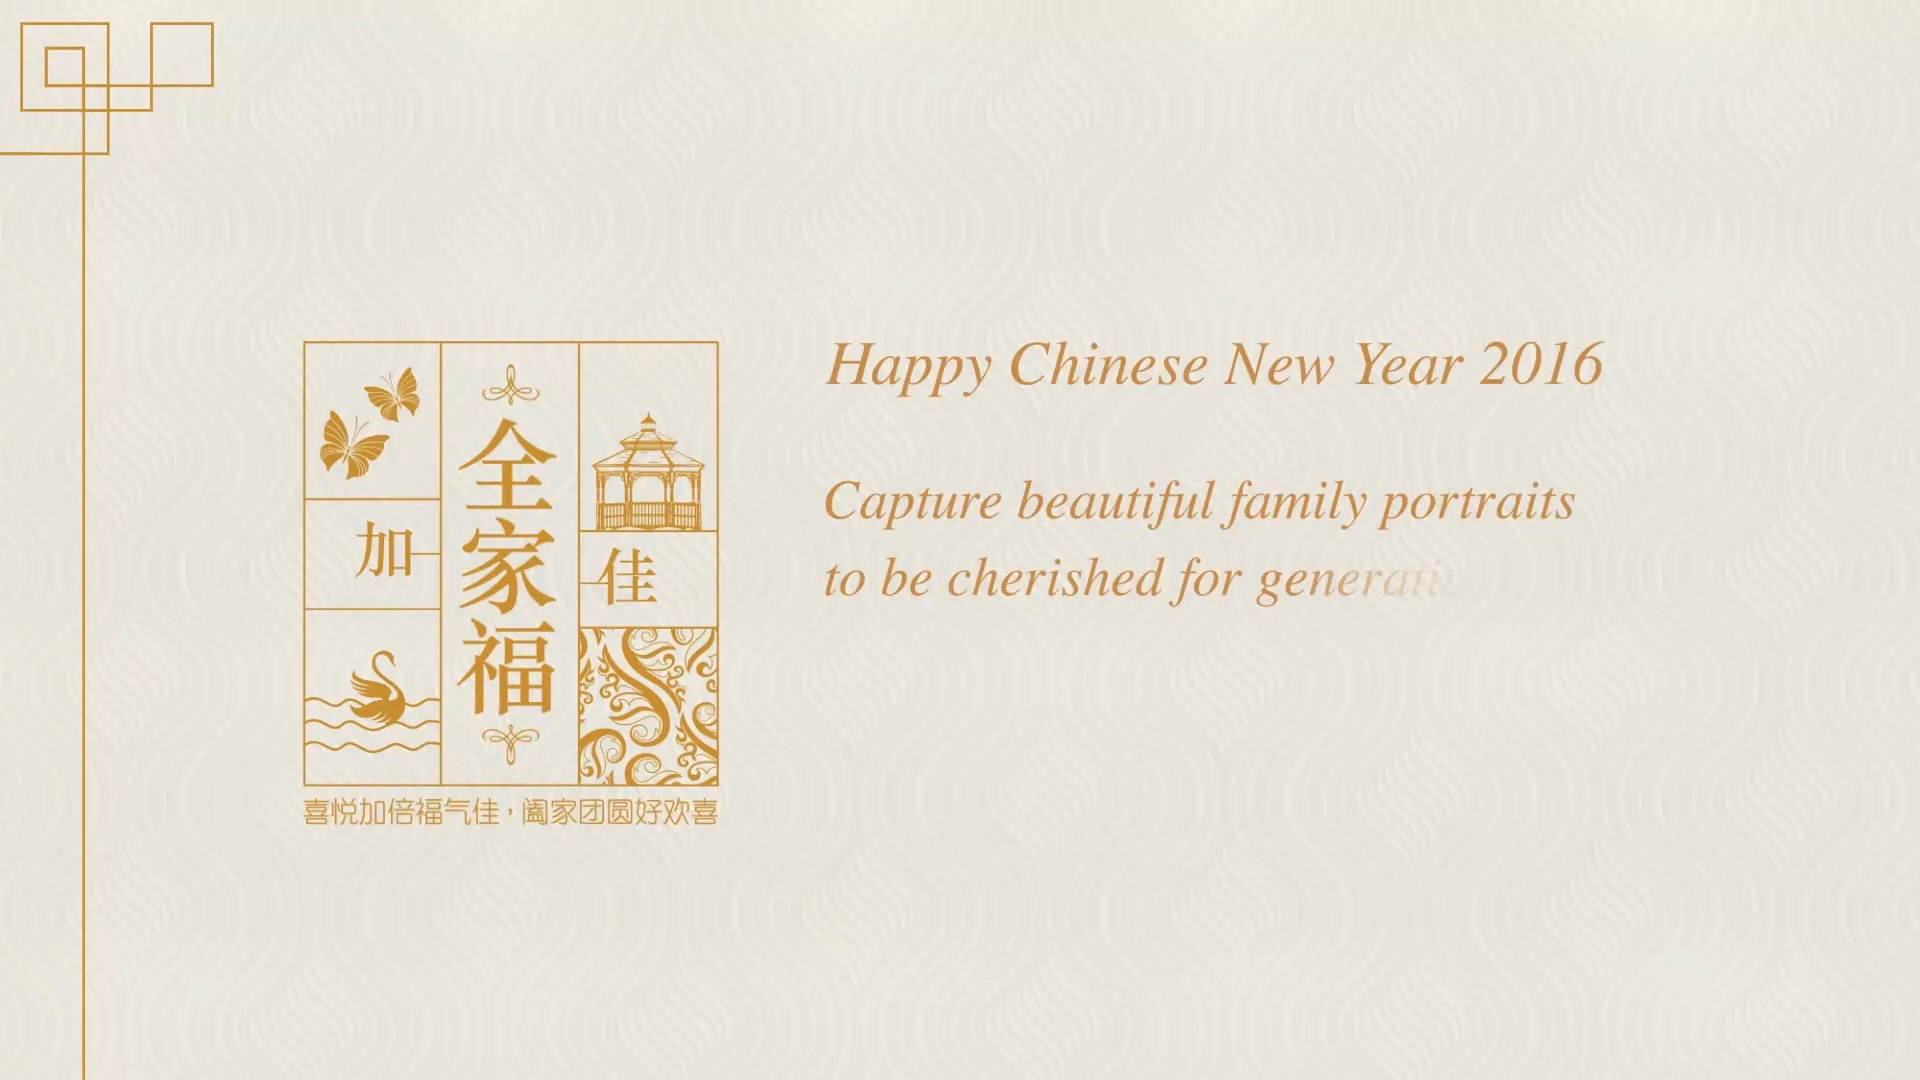 加
全家福
佳
喜悦加倍福气佳，阖家团圆好欢喜
Happy Chinese New Year 2016
Capture beautiful family portraits
to be cherished for generati